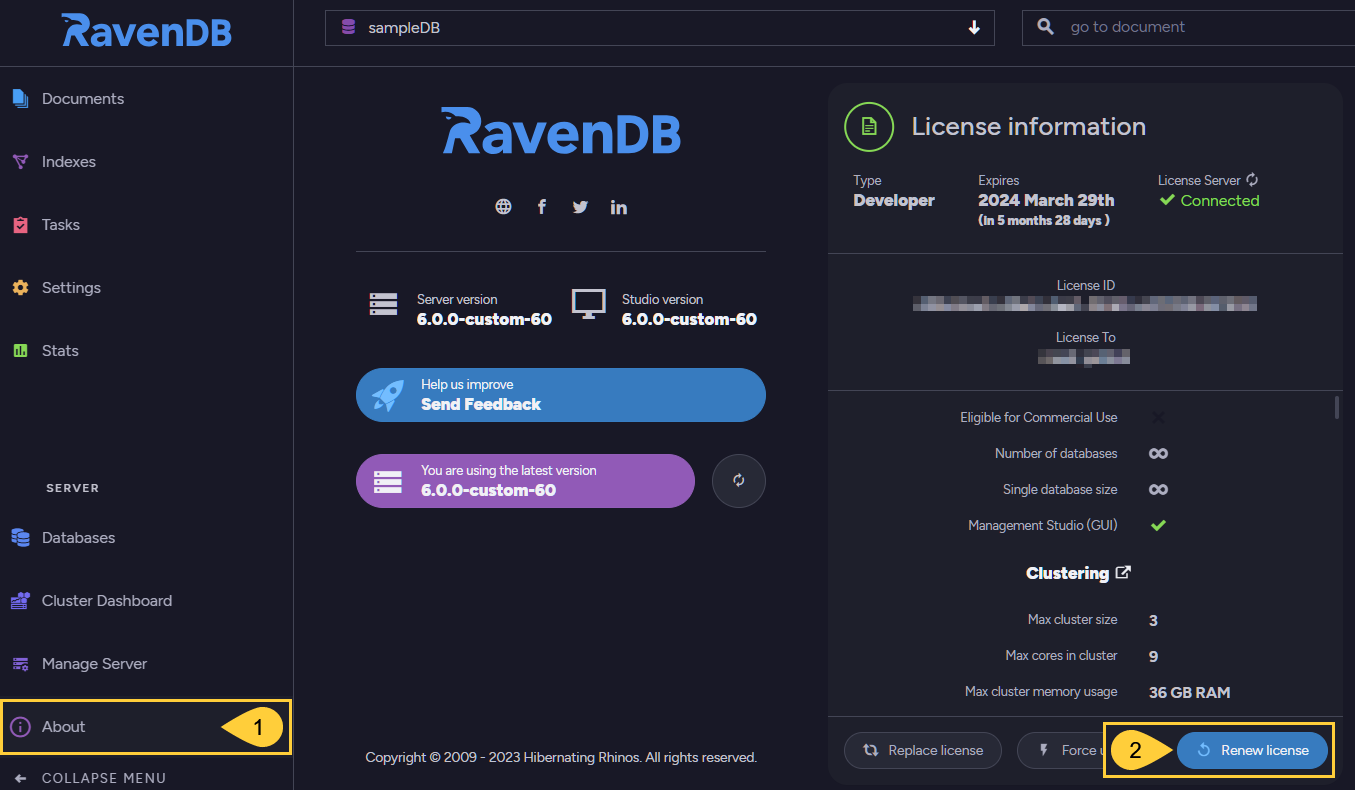 RavenDB
sampleDB
go to document
Documents
Indexes
Tasks
Settings
Stats
SERVER
Databases
Cluster Dashboard
Manage Server
About
1
COLLAPSE MENU
RavenDB
Server version
6.0.0-custom-60
Studio version
6.0.0-custom-60
Help us improve
Send Feedback
You are using the latest version
6.0.0-custom-60
Copyright © 2009 - 2023 Hibernating Rhinos. All rights reserved.
License information
Type
Developer
Expires
2024 March 29th
(in 5 months 28 days )
License Server
Connected
License ID
License To
Eligible for Commercial Use
Number of databases
Single database size
Management Studio (GUI)
Clustering
Max cluster size 3
Max cores in cluster 9
Max cluster memory usage 36 GB RAM
Replace license
Force
2
Renew license